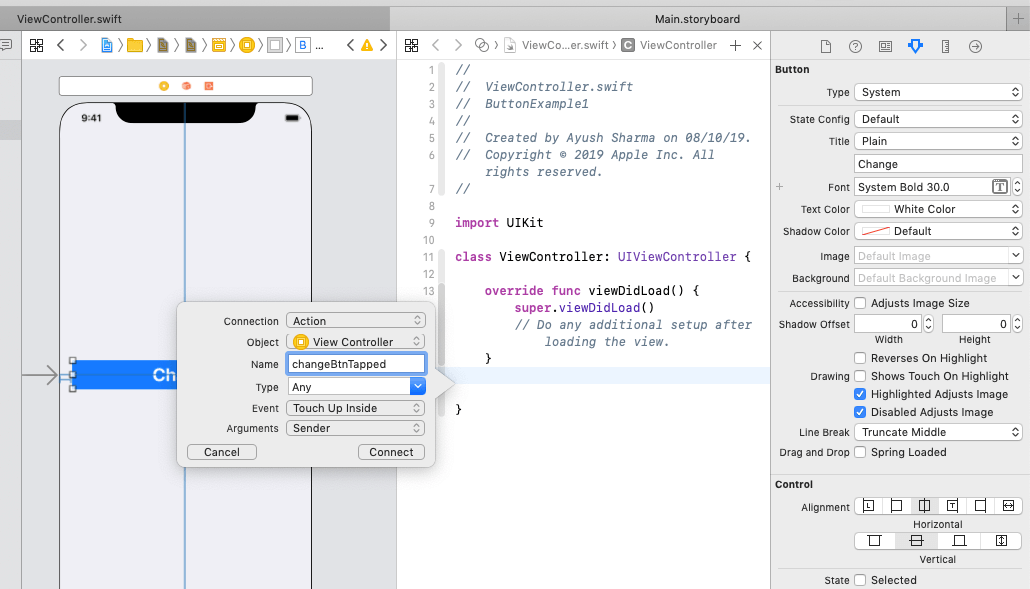 ViewController.swift
Main.storyboard
B ...
ViewCo...er.swift
C ViewController
9:41
Ch
Connection Action
Object View Controller
Name changeBtnTapped
Type Any
Event Touch Up Inside
Arguments Sender
Cancel Connect
1 //
2 //  ViewController.swift
3 //  ButtonExample1
4 //
5 //  Created by Ayush Sharma on 08/10/19.
6 //  Copyright © 2019 Apple Inc. All
rights reserved.
7 //
8
9 import UIKit
10
11 class ViewController: UIViewController {
12
13 override func viewDidLoad() {
super.viewDidLoad()
// Do any additional setup after
loading the view.
}
}
Button
Type System
State Config Default
Title Plain
Change
+ Font System Bold 30.0 T
Text Color White Color
Shadow Color Default
Image Default Image
Background Default Background Image
Accessibility Adjusts Image Size
Shadow Offset 0 0
Width Height
Reverses On Highlight
Drawing Shows Touch On Highlight
Highlighted Adjusts Image
Disabled Adjusts Image
Line Break Truncate Middle
Drag and Drop Spring Loaded
Control
Alignment L T
Horizontal
Vertical
State Selected